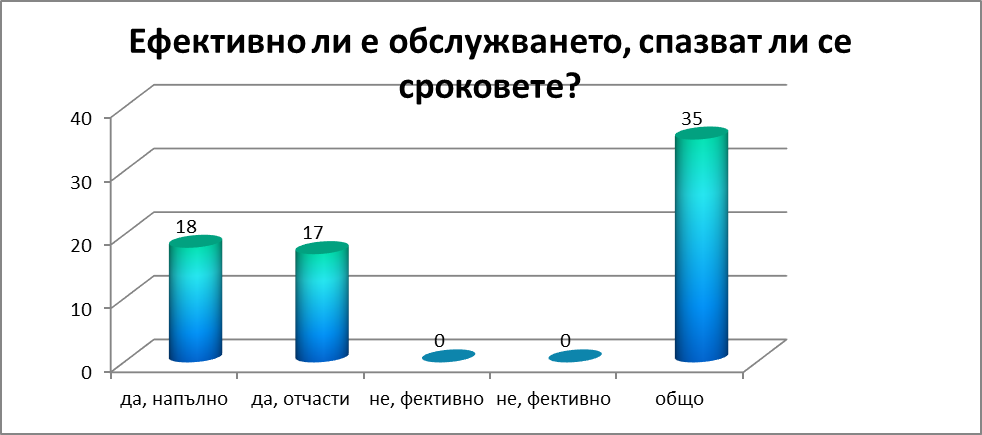 Ефективно ли е обслужването, спазват ли се
сроковете?
40
30
20
10
0
18
17
0
0
35
да, напълно
да, отчасти
не, фективно
не, фективно
общо